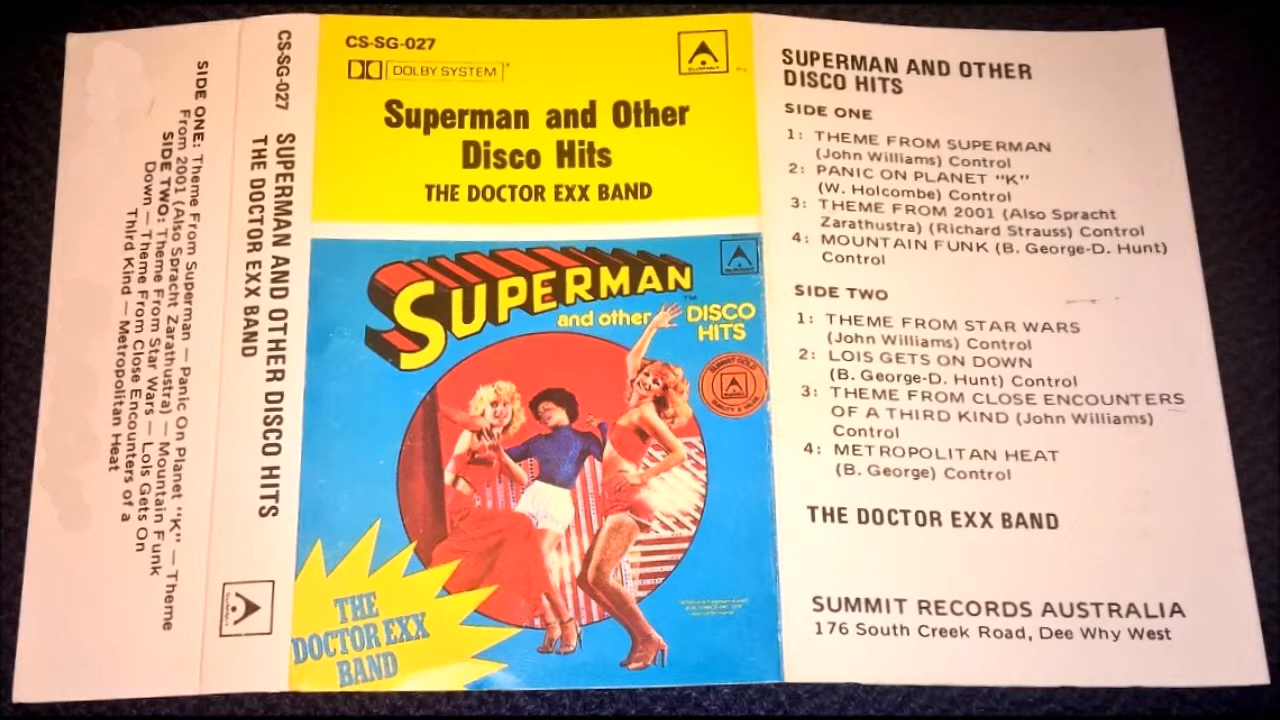 SIDE ONE: Theme From Superman — Panic On Planet "K" — Theme
From 2001 (Also Spracht Zarathustra) — Mountain Funk
SIDE TWO: Theme From Star Wars — Lois Gets On
Down — Theme From Close Encounters of a
Third Kind — Metropolitan Heat
CS-SG-027
SUPERMAN AND OTHER DISCO HITS
THE DOCTOR EXX BAND
SUMMIT
CS-SG-027
DOLBY SYSTEM
SUMMIT
Superman and Other
Disco Hits
THE DOCTOR EXX BAND
SUMMIT
SUPERMAN
TM
and other DISCO
HITS
SUMMIT GOLD
QUALITY & VALUE
THE
DOCTOR EXX
BAND
SUPERMAN AND OTHER
DISCO HITS
SIDE ONE
1: THEME FROM SUPERMAN
(John Williams) Control
2: PANIC ON PLANET "K"
(W. Holcombe) Control
3: THEME FROM 2001 (Also Spracht
Zarathustra) (Richard Strauss) Control
4: MOUNTAIN FUNK (B. George-D. Hunt)
Control
SIDE TWO
1: THEME FROM STAR WARS
(John Williams) Control
2: LOIS GETS ON DOWN
(B. George-D. Hunt) Control
3: THEME FROM CLOSE ENCOUNTERS
OF A THIRD KIND (John Williams)
Control
4: METROPOLITAN HEAT
(B. George) Control
THE DOCTOR EXX BAND
SUMMIT RECORDS AUSTRALIA
176 South Creek Road, Dee Why West